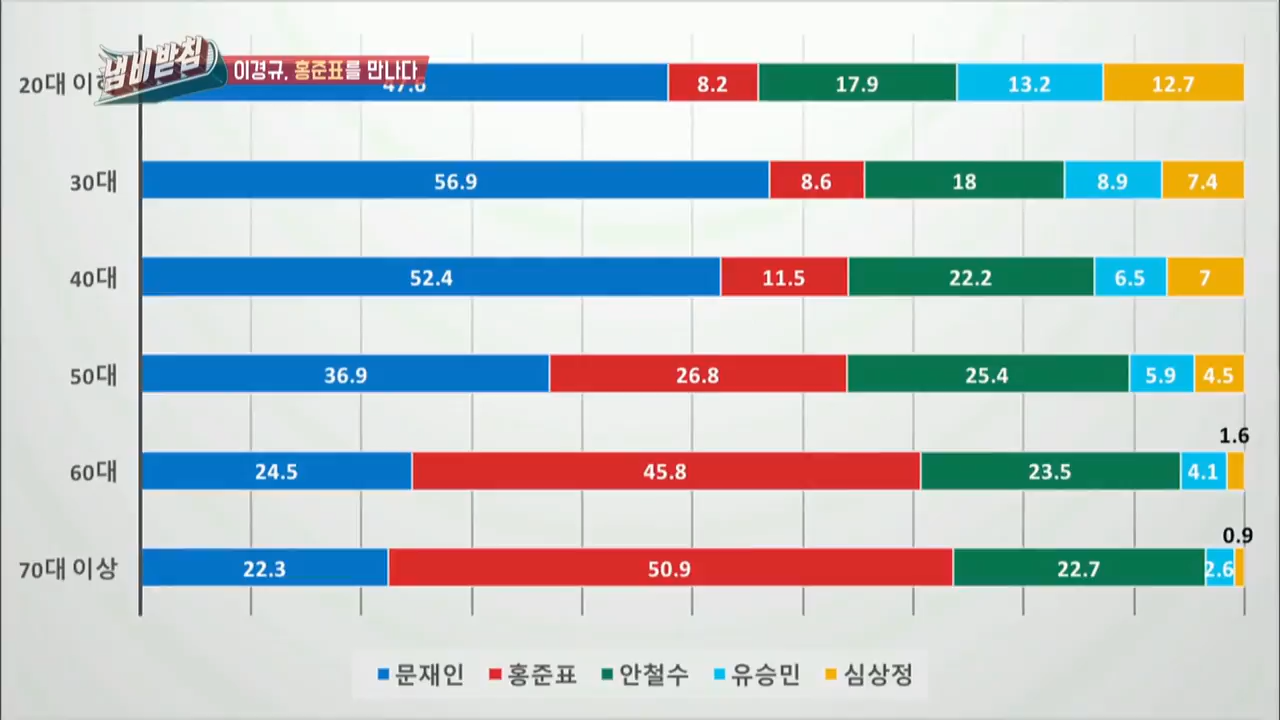 냄비받침
이경규, 홍준표를 만나다
20대 이하 47.6 8.2 17.9 13.2 12.7
30대 56.9 8.6 18 8.9 7.4
40대 52.4 11.5 22.2 6.5 7
50대 36.9 26.8 25.4 5.9 4.5
1.6
60대 24.5 45.8 23.5 4.1
0.9
70대 이상 22.3 50.9 22.7 2.6
문재인 홍준표 안철수 유승민 심상정